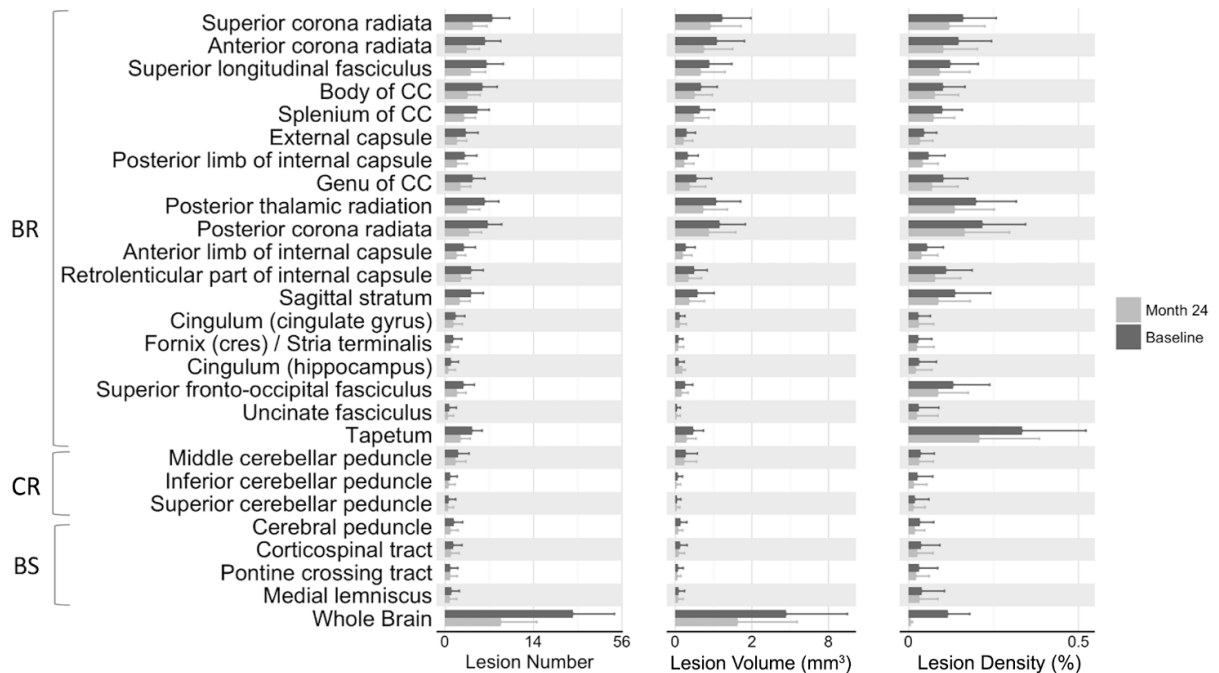 Superior corona radiata
Anterior corona radiata
Superior longitudinal fasciculus
Body of CC
Splenium of CC
External capsule
Posterior limb of internal capsule
Genu of CC
Posterior thalamic radiation
BR
Posterior corona radiata
Anterior limb of internal capsule
Retrolenticular part of internal capsule
Sagittal stratum
Cingulum (cingulate gyrus)
Fornix (cres) / Stria terminalis
Cingulum (hippocampus)
Superior fronto-occipital fasciculus
Uncinate fasciculus
Tapetum
Middle cerebellar peduncle
CR
Inferior cerebellar peduncle
Superior cerebellar peduncle
Cerebral peduncle
Corticospinal tract
BS
Pontine crossing tract
Medial lemniscus
Whole Brain
Month 24
Baseline
0 14 56
Lesion Number
0 2 8
Lesion Volume (mm³)
0 0.5
Lesion Density (%)